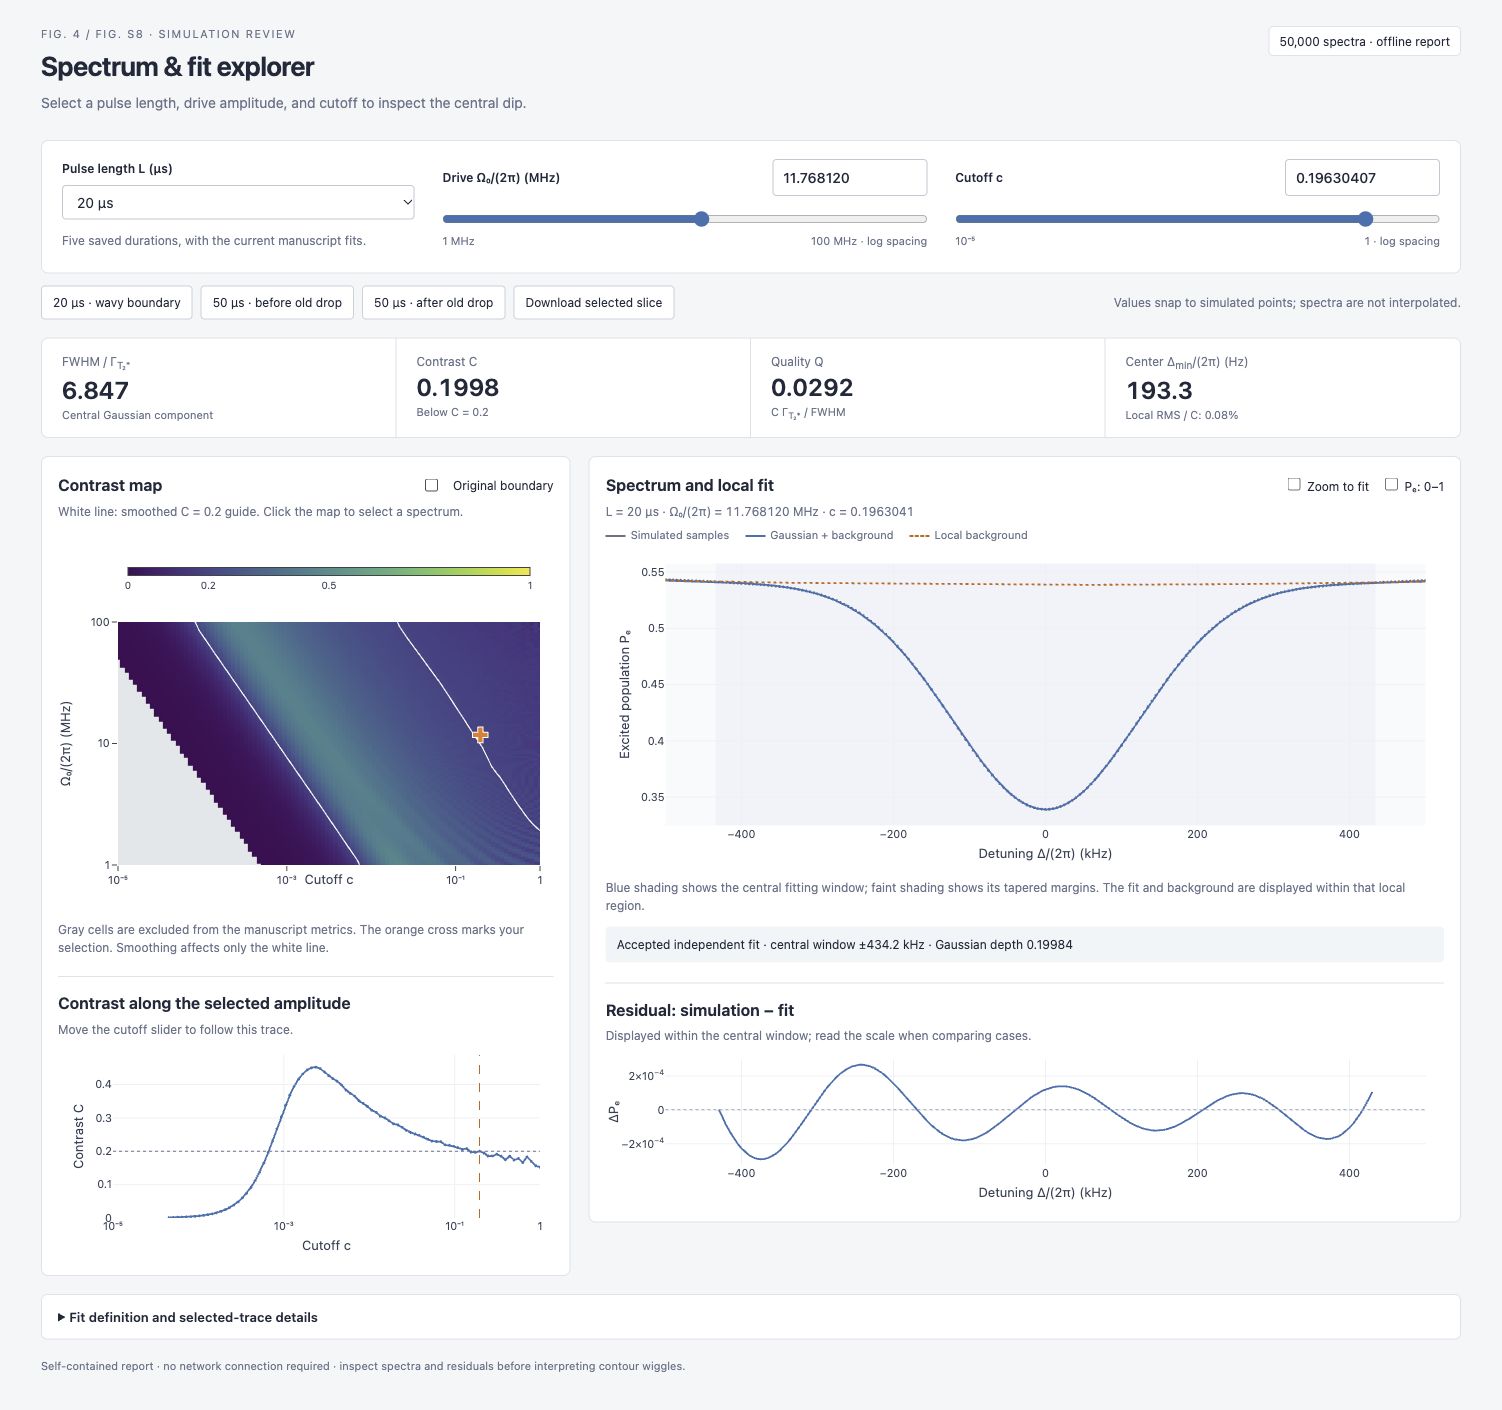 FIG. 4 / FIG. S8 · SIMULATION REVIEW
50,000 spectra · offline report
Spectrum & fit explorer
Select a pulse length, drive amplitude, and cutoff to inspect the central dip.
Pulse length L (μs)
20 μs
Five saved durations, with the current manuscript fits.
Drive Ω₀/(2π) (MHz)
11.768120
1 MHz
100 MHz · log spacing
Cutoff c
0.19630407
10⁻⁵
1 · log spacing
20 μs · wavy boundary
50 μs · before old drop
50 μs · after old drop
Download selected slice
Values snap to simulated points; spectra are not interpolated.
FWHM / Γ_T₂*
6.847
Central Gaussian component
Contrast C
0.1998
Below C = 0.2
Quality Q
0.0292
C Γ_T₂* / FWHM
Center Δmin/(2π) (Hz)
193.3
Local RMS / C: 0.08%
Contrast map
Original boundary
White line: smoothed C = 0.2 guide. Click the map to select a spectrum.
0
0.2
0.5
1
100
10
1
Ω₀/(2π) (MHz)
10⁻⁵
10⁻³
Cutoff c
10⁻¹
1
Gray cells are excluded from the manuscript metrics. The orange cross marks your
selection. Smoothing affects only the white line.
Contrast along the selected amplitude
Move the cutoff slider to follow this trace.
Contrast C
0.4
0.3
0.2
0.1
0
10⁻⁵
10⁻³
10⁻¹
1
Cutoff c
Spectrum and local fit
Zoom to fit
Pₑ: 0–1
L = 20 μs · Ω₀/(2π) = 11.768120 MHz · c = 0.1963041
Simulated samples
Gaussian + background
Local background
Excited population Pₑ
0.55
0.5
0.45
0.4
0.35
−400
−200
0
200
400
Detuning Δ/(2π) (kHz)
Blue shading shows the central fitting window; faint shading shows its tapered margins. The fit and background are displayed within that local
region.
Accepted independent fit · central window ±434.2 kHz · Gaussian depth 0.19984
Residual: simulation – fit
Displayed within the central window; read the scale when comparing cases.
ΔPₑ
2×10⁻⁴
0
−2×10⁻⁴
−400
−200
0
200
400
Detuning Δ/(2π) (kHz)
Fit definition and selected-trace details
Self-contained report · no network connection required · inspect spectra and residuals before interpreting contour wiggles.